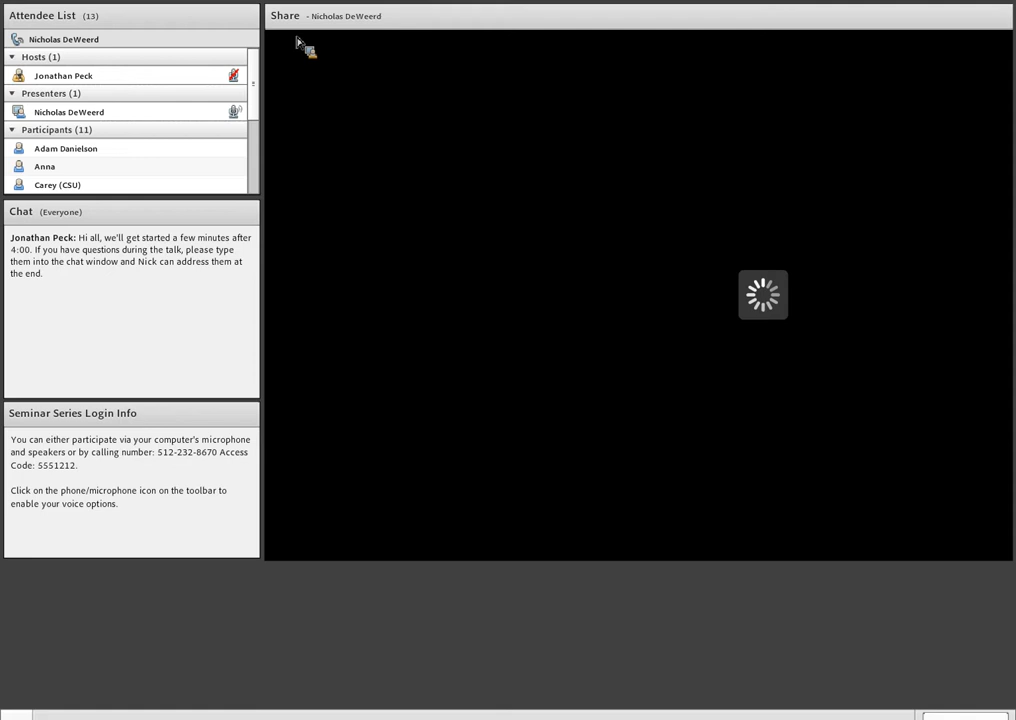 Attendee List (13)
Nicholas DeWeerd
Hosts (1)
Jonathan Peck
Presenters (1)
Nicholas DeWeerd
Participants (11)
Adam Danielson
Anna
Carey (CSU)
Chat (Everyone)
Jonathan Peck: Hi all, we'll get started a few minutes after
4:00. If you have questions during the talk, please type
them into the chat window and Nick can address them at
the end.
Seminar Series Login Info
You can either participate via your computer's microphone
and speakers or by calling number: 512-232-8670 Access
Code: 5551212.
Click on the phone/microphone icon on the toolbar to
enable your voice options.
Share - Nicholas DeWeerd